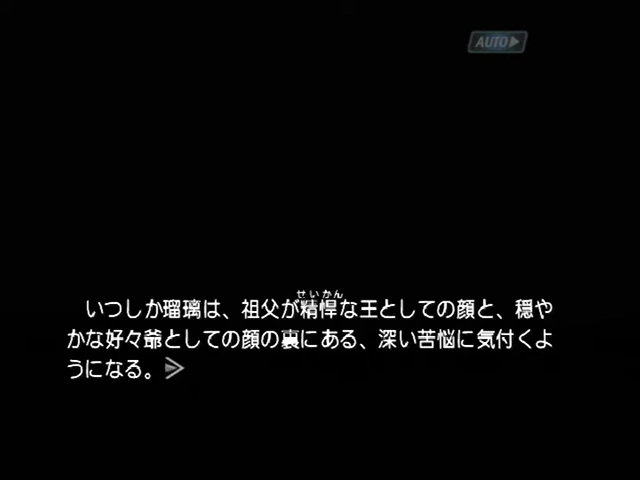 AUTO
せいかん
いつしか瑠璃は、祖父が精悍な王としての顔と、穏や
かな好々爺としての顔の裏にある、深い苦悩に気付くよ
うになる。